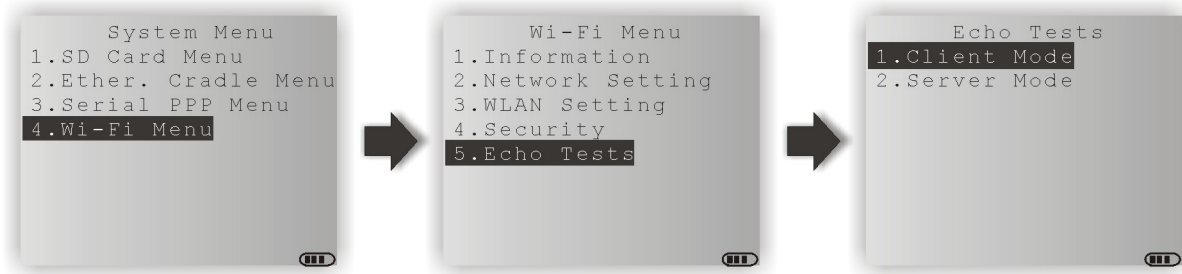 System Menu
1.SD Card Menu
2.Ether. Cradle Menu
3.Serial PPP Menu
4.Wi-Fi Menu
Wi-Fi Menu
1.Information
2.Network Setting
3.WLAN Setting
4.Security
5.Echo Tests
Echo Tests
1.Client Mode
2.Server Mode